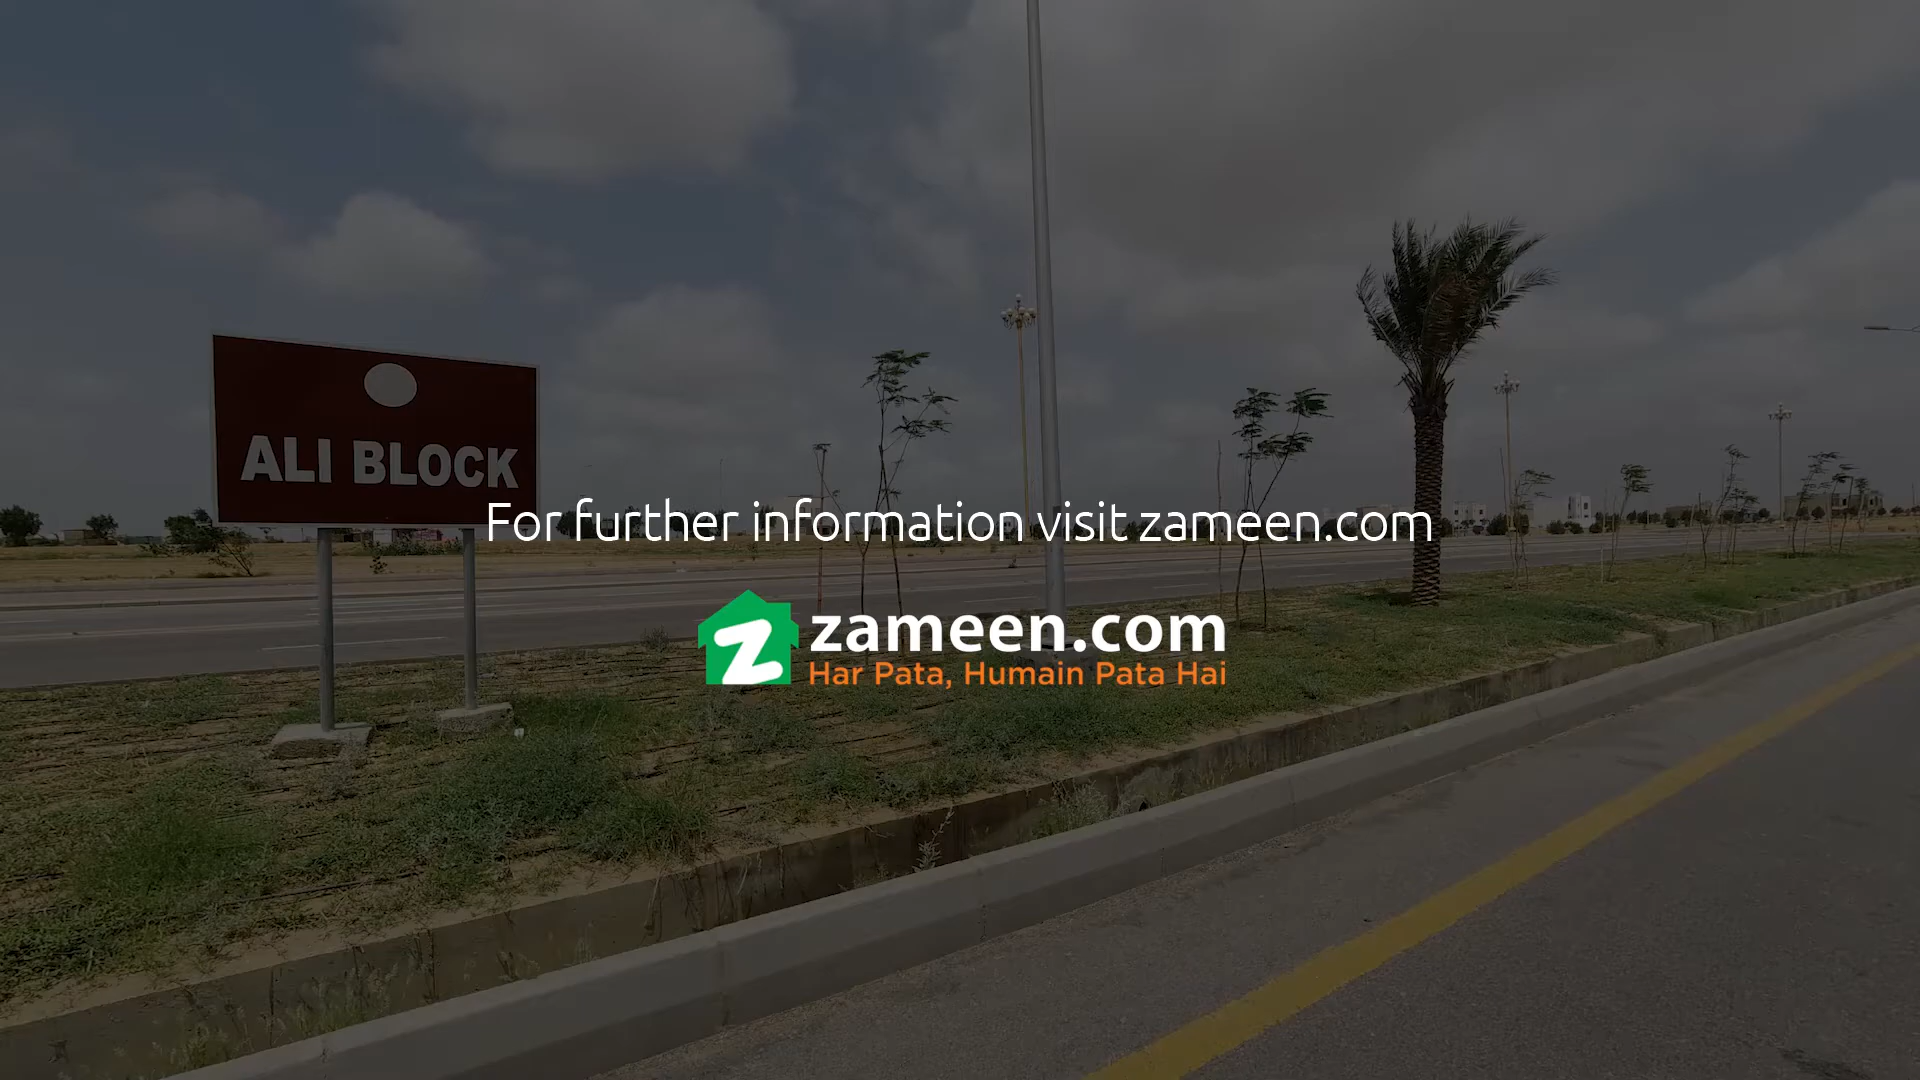 ALI BLOCK
For further information visit zameen.com
zameen.com
Har Pata, Humain Pata Hai